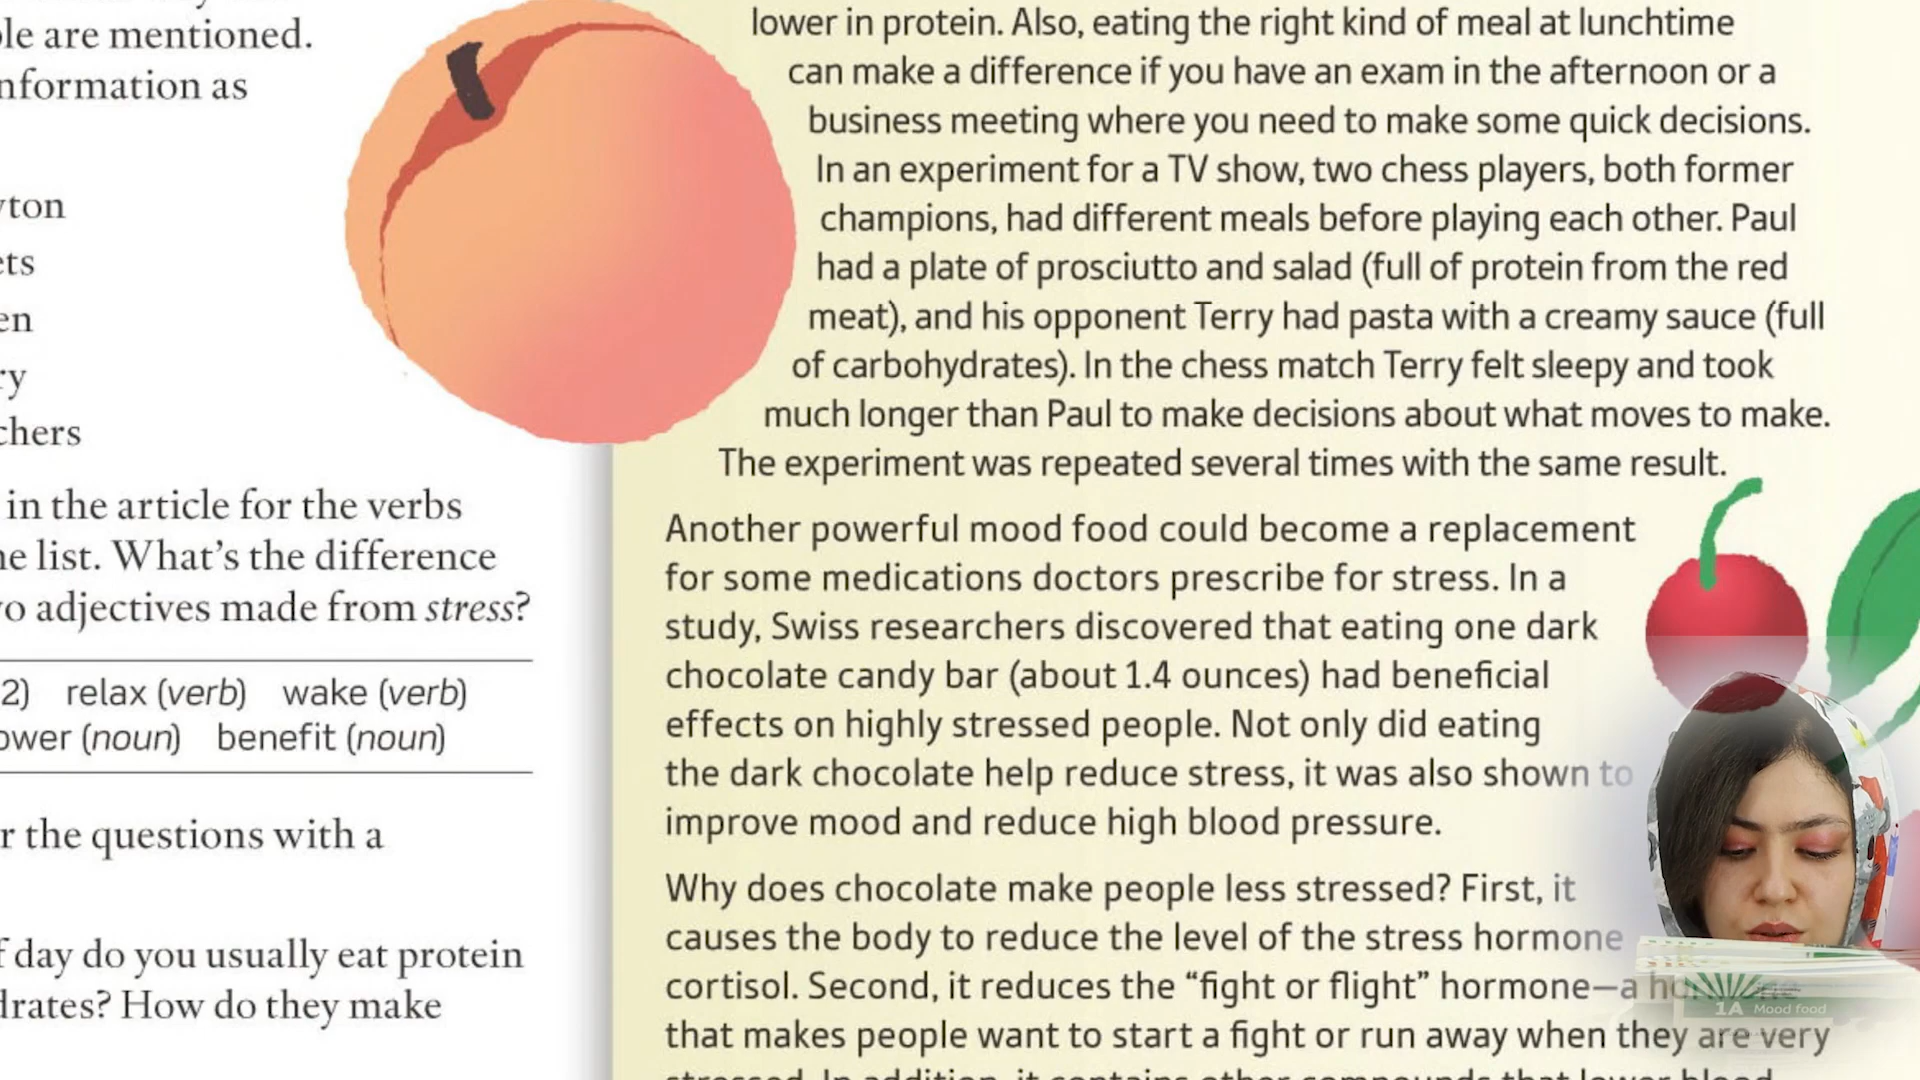 are mentioned.
information as
chers
in the article for the verbs
list. What's the difference
adjectives made from stress?
2) relax (verb) wake (verb)
(noun) benefit (noun)
the questions with a
day do you usually eat protein
How do they make
lower in protein. Also, eating the right kind of meal at lunchtime
can make a difference if you have an exam in the afternoon or a
business meeting where you need to make some quick decisions.
In an experiment for a TV show, two chess players, both former
champions, had different meals before playing each other. Paul
had a plate of prosciutto and salad (full of protein from the red
meat), and his opponent Terry had pasta with a creamy sauce (full
of carbohydrates). In the chess match Terry felt sleepy and took
much longer than Paul to make decisions about what moves to make.
The experiment was repeated several times with the same result.
Another powerful mood food could become a replacement
for some medications doctors prescribe for stress. In a
study, Swiss researchers discovered that eating one dark
chocolate candy bar (about 1.4 ounces) had beneficial
effects on highly stressed people. Not only did eating
the dark chocolate help reduce stress, it was also shown to
improve mood and reduce high blood pressure.
Why does chocolate make people less stressed? First, it
causes the body to reduce the level of the stress hormone
cortisol. Second, it reduces the “fight or flight” hormone—a
that makes people want to start a fight or run away when they are very
1A Mood food